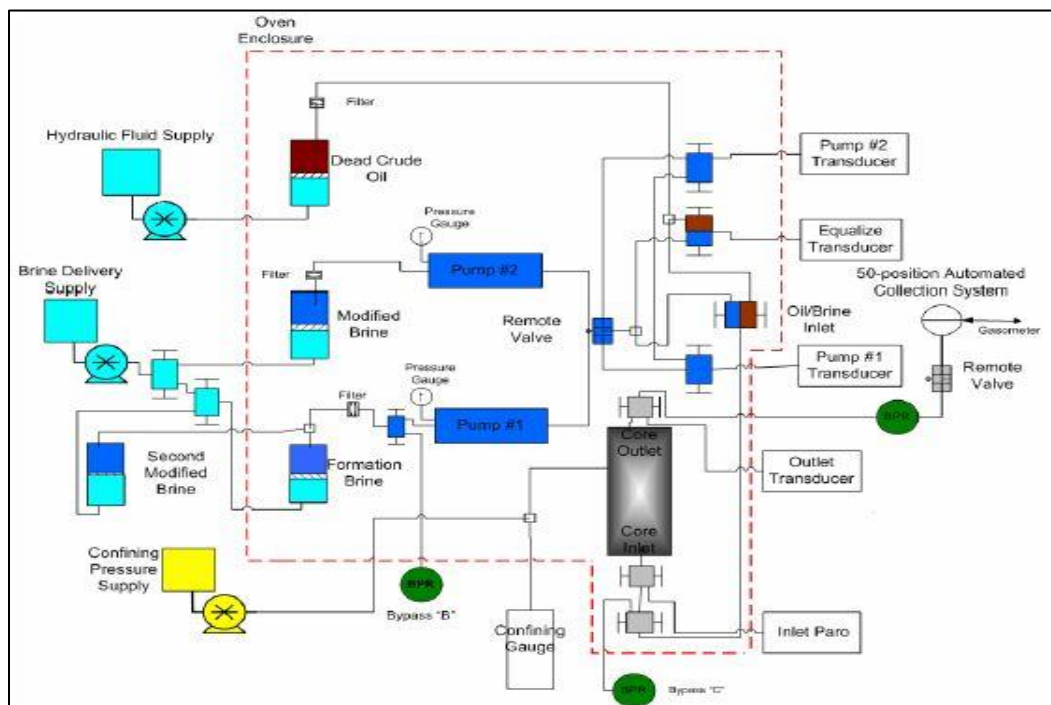 Oven
Enclosure
Filter
Hydraulic Fluid Supply
Dead Crude
Oil
Pump #2
Transducer
Pressure
Gauge
Equalize
Transducer
Brine Delivery
Supply
Filter
Pump #2
50-position Automated
Collection System
Modified
Brine
Remote
Valve
Oil/Brine
Inlet
Gasometer
Pressure
Gauge
Pump #1
Transducer
Remote
Valve
Filter
Pump #1
BPR
Second
Modified
Brine
Formation
Brine
Core
Outlet
Outlet
Transducer
Core
Inlet
Confining
Pressure
Supply
BPR
Bypass "B"
Confining
Gauge
Inlet Paro
BPR
Bypass "C"